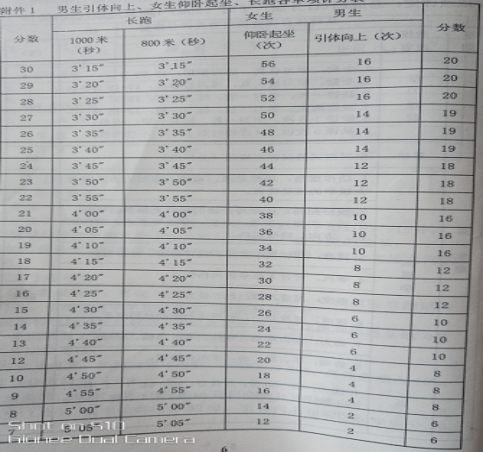 附件 1 男生引体向上、女生仰卧起坐、长跑各单项评分表
分数 长跑 女生 男生 分数
1000 米（秒） 800 米（秒） 仰卧起坐（次） 引体向上（次）
30 3′15″ 3′15″ 56 16 20
29 3′20″ 3′20″ 54 16 20
28 3′25″ 3′25″ 52 16 20
27 3′30″ 3′30″ 50 14 19
26 3′35″ 3′35″ 48 14 19
25 3′40″ 3′40″ 46 14 19
24 3′45″ 3′45″ 44 12 18
23 3′50″ 3′50″ 42 12 18
22 3′55″ 3′55″ 40 12 18
21 4′00″ 4′00″ 38 10 16
20 4′05″ 4′05″ 36 10 16
19 4′10″ 4′10″ 34 10 16
18 4′15″ 4′15″ 32 8 12
17 4′20″ 4′20″ 30 8 12
16 4′25″ 4′25″ 28 8 12
15 4′30″ 4′30″ 26 6 10
14 4′35″ 4′35″ 24 6 10
13 4′40″ 4′40″ 22 6 10
12 4′45″ 4′45″ 20 4 8
10 4′50″ 4′50″ 18 4 8
9 4′55″ 4′55″ 16 4 8
8 5′00″ 5′00″ 14 2 6
7 5′05″ 5′05″ 12 2 6
6
Shot on S10
Gionee Dual Camera